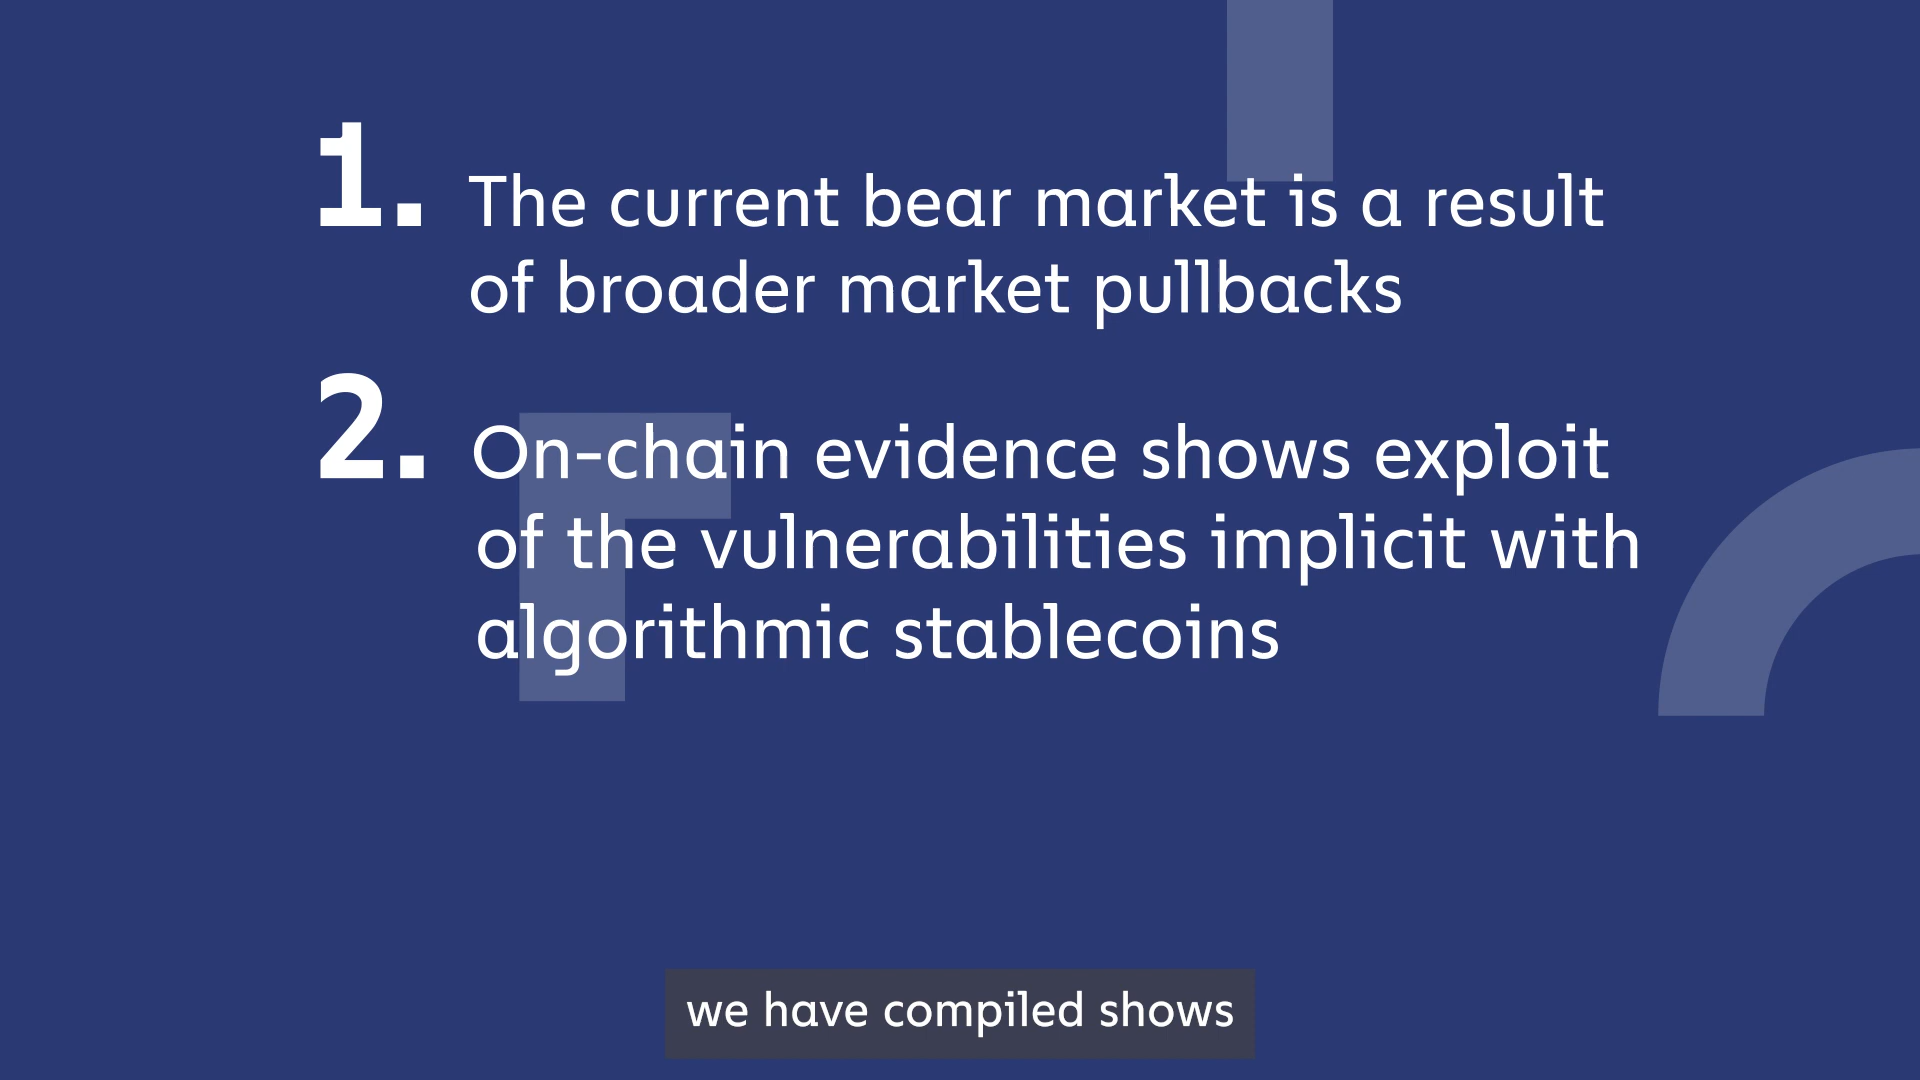 1. The current bear market is a result
of broader market pullbacks
2. On-chain evidence shows exploit
of the vulnerabilities implicit with
algorithmic stablecoins
we have compiled shows